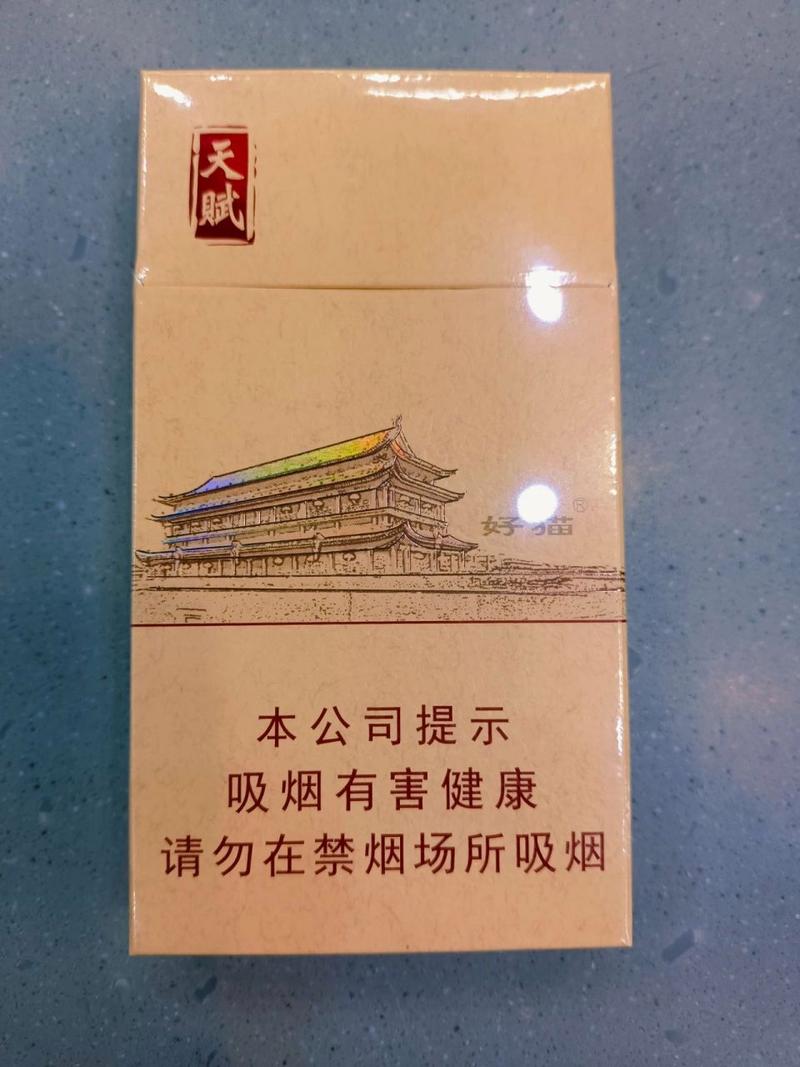 天赋
好猫®
本公司提示
吸烟有害健康
请勿在禁烟场所吸烟